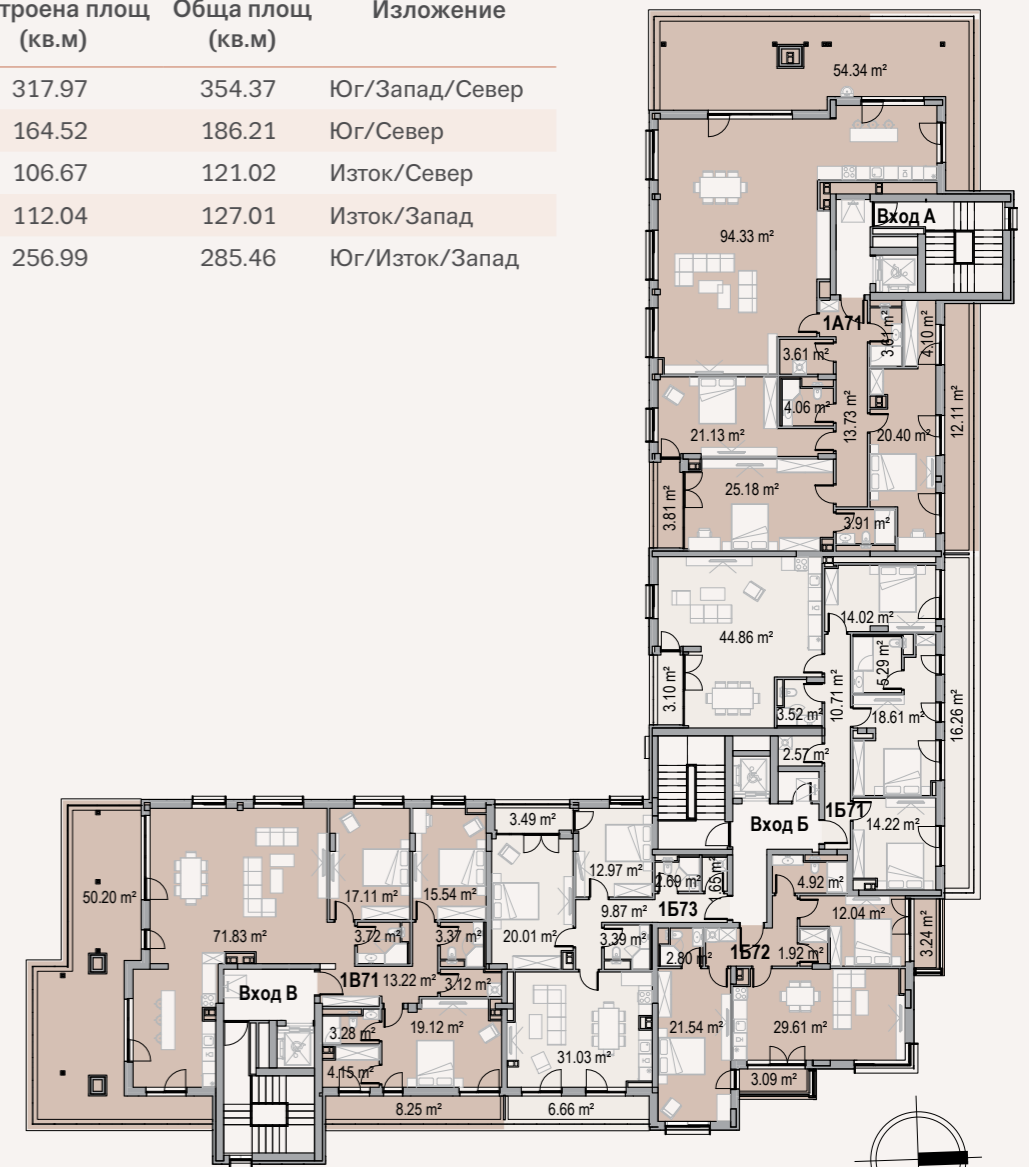 троена площ Обща площ Изложение
(кв.м) (кв.м)
317.97 354.37 Юг/Запад/Север
164.52 186.21 Юг/Север
106.67 121.02 Изток/Север
112.04 127.01 Изток/Запад
256.99 285.46 Юг/Изток/Запад
54.34 m²
Вход А
94.33 m²
1А71
3.61 m²
4.10 m²
3.61 m²
12.11 m²
4.06 m²
13.73 m²
21.13 m²
20.40 m²
25.18 m²
3.81 m²
3.91 m²
14.02 m²
44.86 m²
5.29 m²
3.10 m²
10.71 m²
3.52 m²
18.61 m²
16.26 m²
2.57 m²
1Б71
Вход Б
14.22 m²
3.49 m²
12.97 m²
2.69 m²
1.65 m²
4.92 m²
50.20 m²
17.11 m²
15.54 m²
9.87 m²
1Б73
12.04 m²
71.83 m²
3.72 m²
3.37 m²
20.01 m²
3.39 m²
2.80 m²
1Б72
1.92 m²
3.24 m²
1В71
13.22 m²
3.12 m²
Вход В
3.28 m²
19.12 m²
21.54 m²
29.61 m²
31.03 m²
4.15 m²
3.09 m²
8.25 m²
6.66 m²